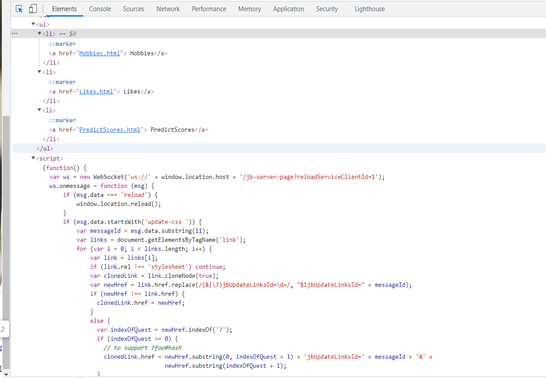 Elements Console Sources Network Performance Memory Application Security Lighthouse
▼<ul>
··· ▼<li> == $0
::marker
<a href="Hobbies.html"> Hobbies</a>
</li>
▼<li>
::marker
<a href="Likes.html"> Likes</a>
</li>
▼<li>
::marker
<a href="PredictScores.html"> PredictScores</a>
</li>
</ul>
▼<script>
(function() {
var ws = new WebSocket('ws://' + window.location.host + '/jb-server-page?reloadServiceClientId=1');
ws.onmessage = function (msg) {
if (msg.data === 'reload') {
window.location.reload();
}
if (msg.data.startsWith('update-css ')) {
var messageId = msg.data.substring(11);
var links = document.getElementsByTagName('link');
for (var i = 0; i < links.length; i++) {
var link = links[i];
if (link.rel !== 'stylesheet') continue;
var clonedLink = link.cloneNode(true);
var newHref = link.href.replace(/(&|\?)jbUpdateLinksId=\d+/, "$1jbUpdateLinksId=" + messageId);
if (newHref !== link.href) {
clonedLink.href = newHref;
}
else {
var indexOfQuest = newHref.indexOf('?');
if (indexOfQuest >= 0) {
// to support ?foo#hash
clonedLink.href = newHref.substring(0, indexOfQuest + 1) + 'jbUpdateLinksId=' + messageId + '&' +
newHref.substring(indexOfQuest + 1);
}